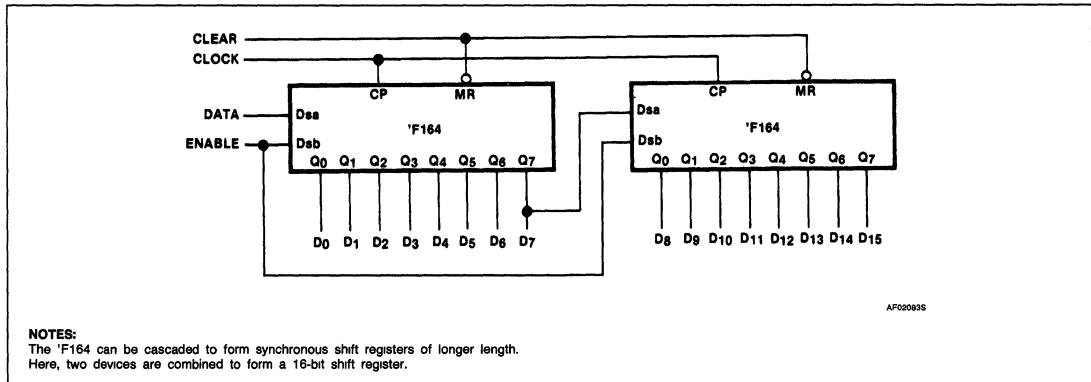 CLEAR
CLOCK
CP MR CP MR
DATA Dsa Dsa
'F164 'F164
ENABLE Dsb Dsb
Q0 Q1 Q2 Q3 Q4 Q5 Q6 Q7
Q0 Q1 Q2 Q3 Q4 Q5 Q6 Q7
D0 D1 D2 D3 D4 D5 D6 D7
D8 D9 D10 D11 D12 D13 D14 D15
AF02083S
NOTES:
The 'F164 can be cascaded to form synchronous shift registers of longer length.
Here, two devices are combined to form a 16-bit shift register.